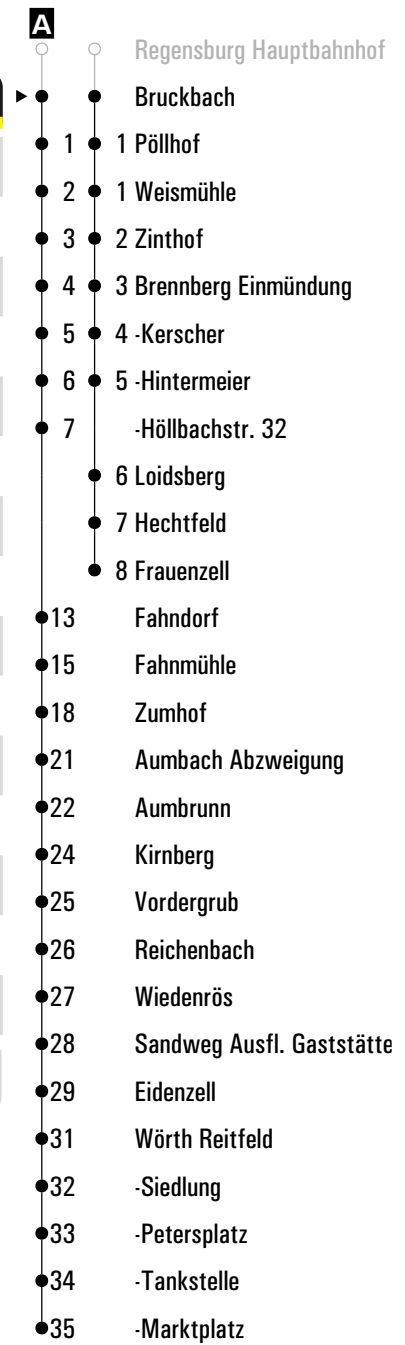 A
Regensburg Hauptbahnhof
Bruckbach
1 1 Pöllhof
2 1 Weismühle
3 2 Zinthof
4 3 Brennberg Einmündung
5 4 -Kerscher
6 5 -Hintermeier
7 -Höllbachstr. 32
6 Loidsberg
7 Hechtfeld
8 Frauenzell
13 Fahndorf
15 Fahnmühle
18 Zumhof
21 Aumbach Abzweigung
22 Aumbrunn
24 Kirnberg
25 Vordergrub
26 Reichenbach
27 Wiedenrös
28 Sandweg Ausfl. Gaststätte
29 Eidenzell
31 Wörth Reitfeld
32 -Siedlung
33 -Petersplatz
34 -Tankstelle
35 -Marktplatz